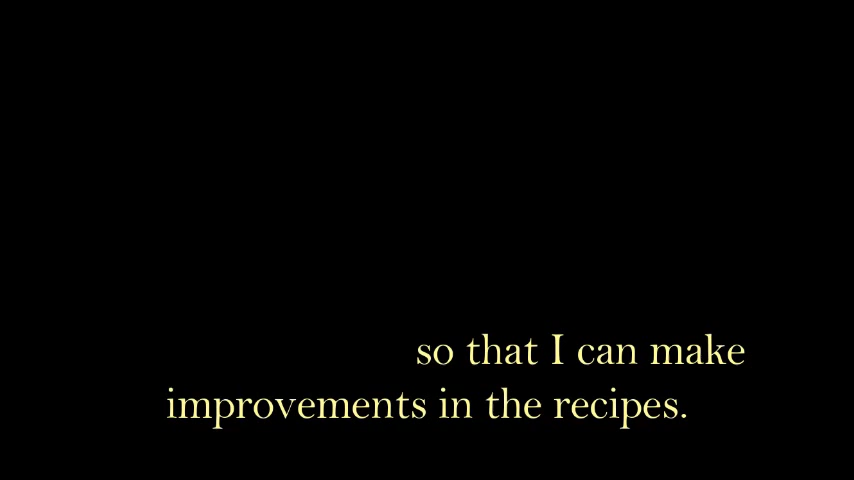 so that I can make
improvements in the recipes.